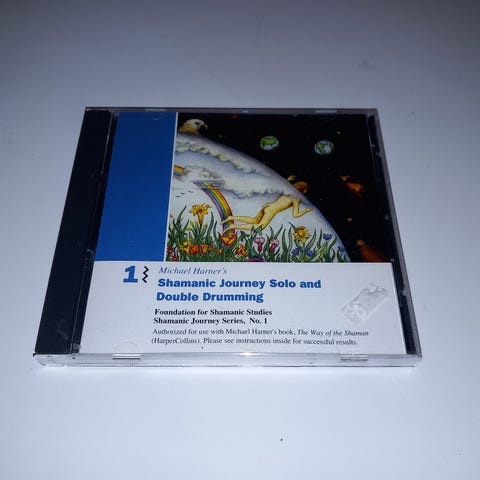 1
Michael Harner's
Shamanic Journey Solo and
Double Drumming
Foundation for Shamanic Studies
Shamanic Journey Series, No. 1
Authorized for use with Michael Harner's book, The Way of the Shaman
(HarperCollins). Please see instructions inside for successful results.